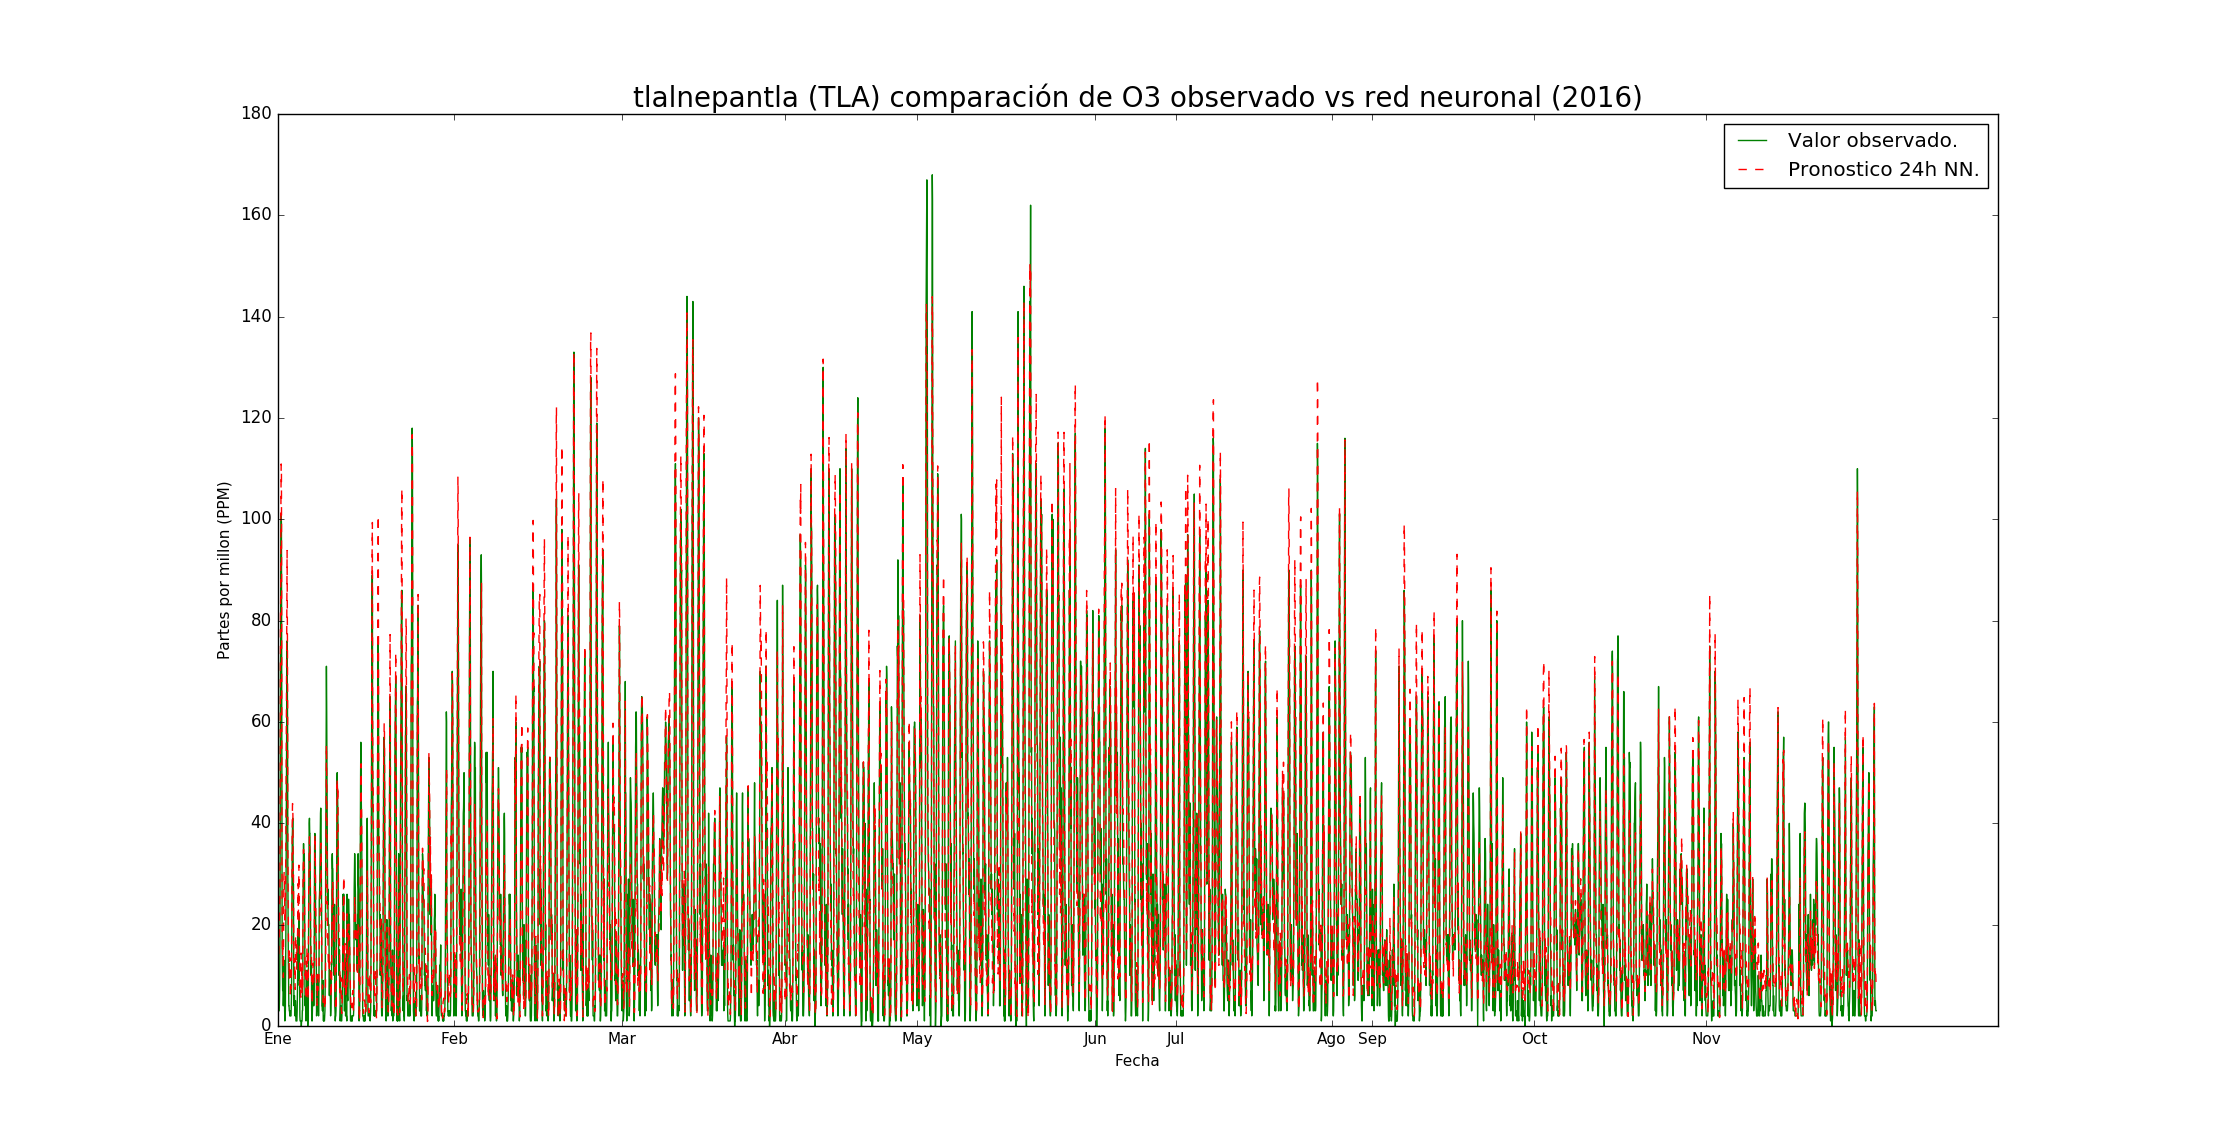 tlalnepantla (TLA) comparación de O3 observado vs red neuronal (2016)
180
160
140
120
100
80
60
40
20
0
Partes por millon (PPM)
Valor observado.
Pronostico 24h NN.
Ene Feb Mar Abr May Jun Jul Ago Sep Oct Nov
Fecha